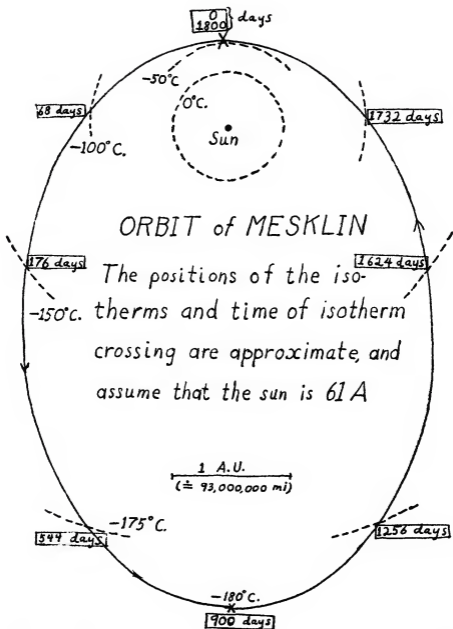 0
1800 } days
-50°C
0°C.
68 days
1732 days
-100°C.
Sun
ORBIT of MESKLIN
176 days
1624 days
The positions of the iso-
-150°C.
therms and time of isotherm
crossing are approximate, and
assume that the sun is 61 A
1 A.U.
(≐ 93,000,000 mi)
-175°C.
544 days
1256 days
-180°C.
900 days